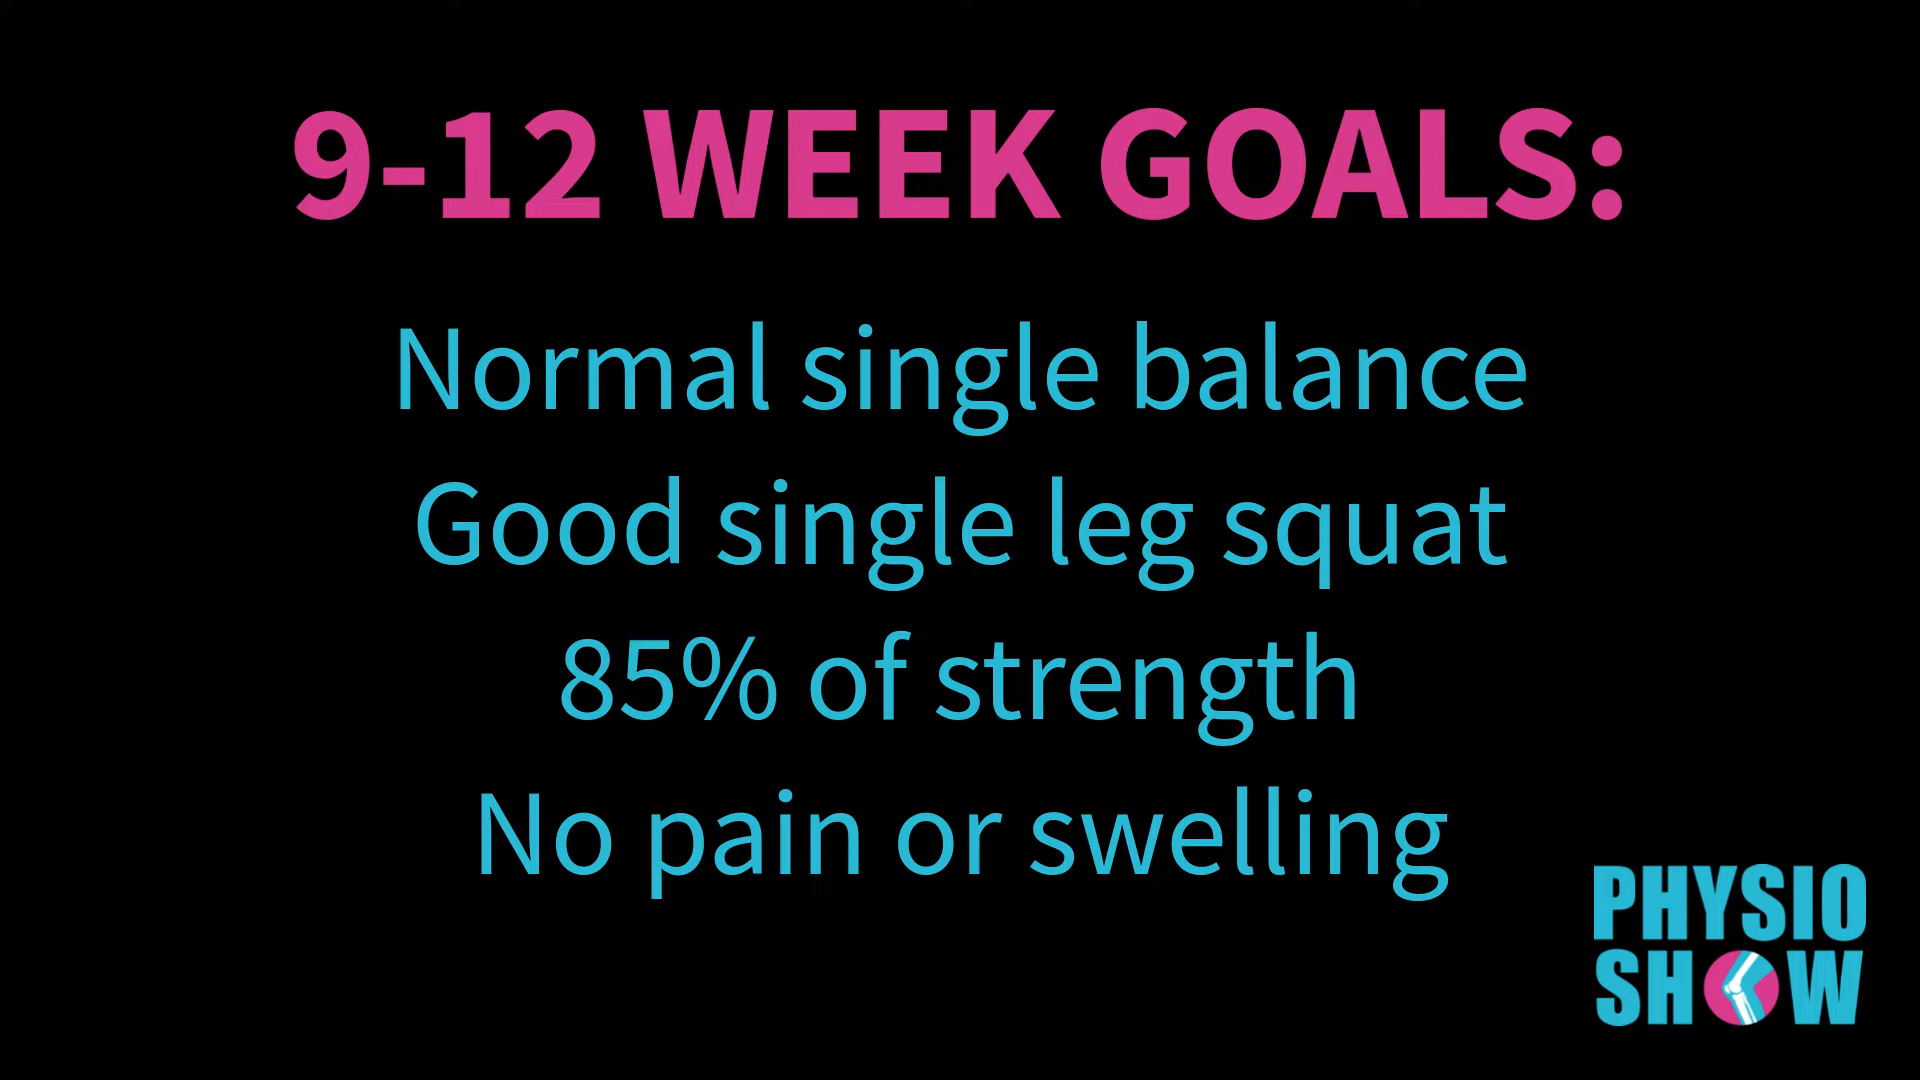 9-12 WEEK GOALS:
Normal single balance
Good single leg squat
85% of strength
No pain or swelling
PHYSIO
SHOW